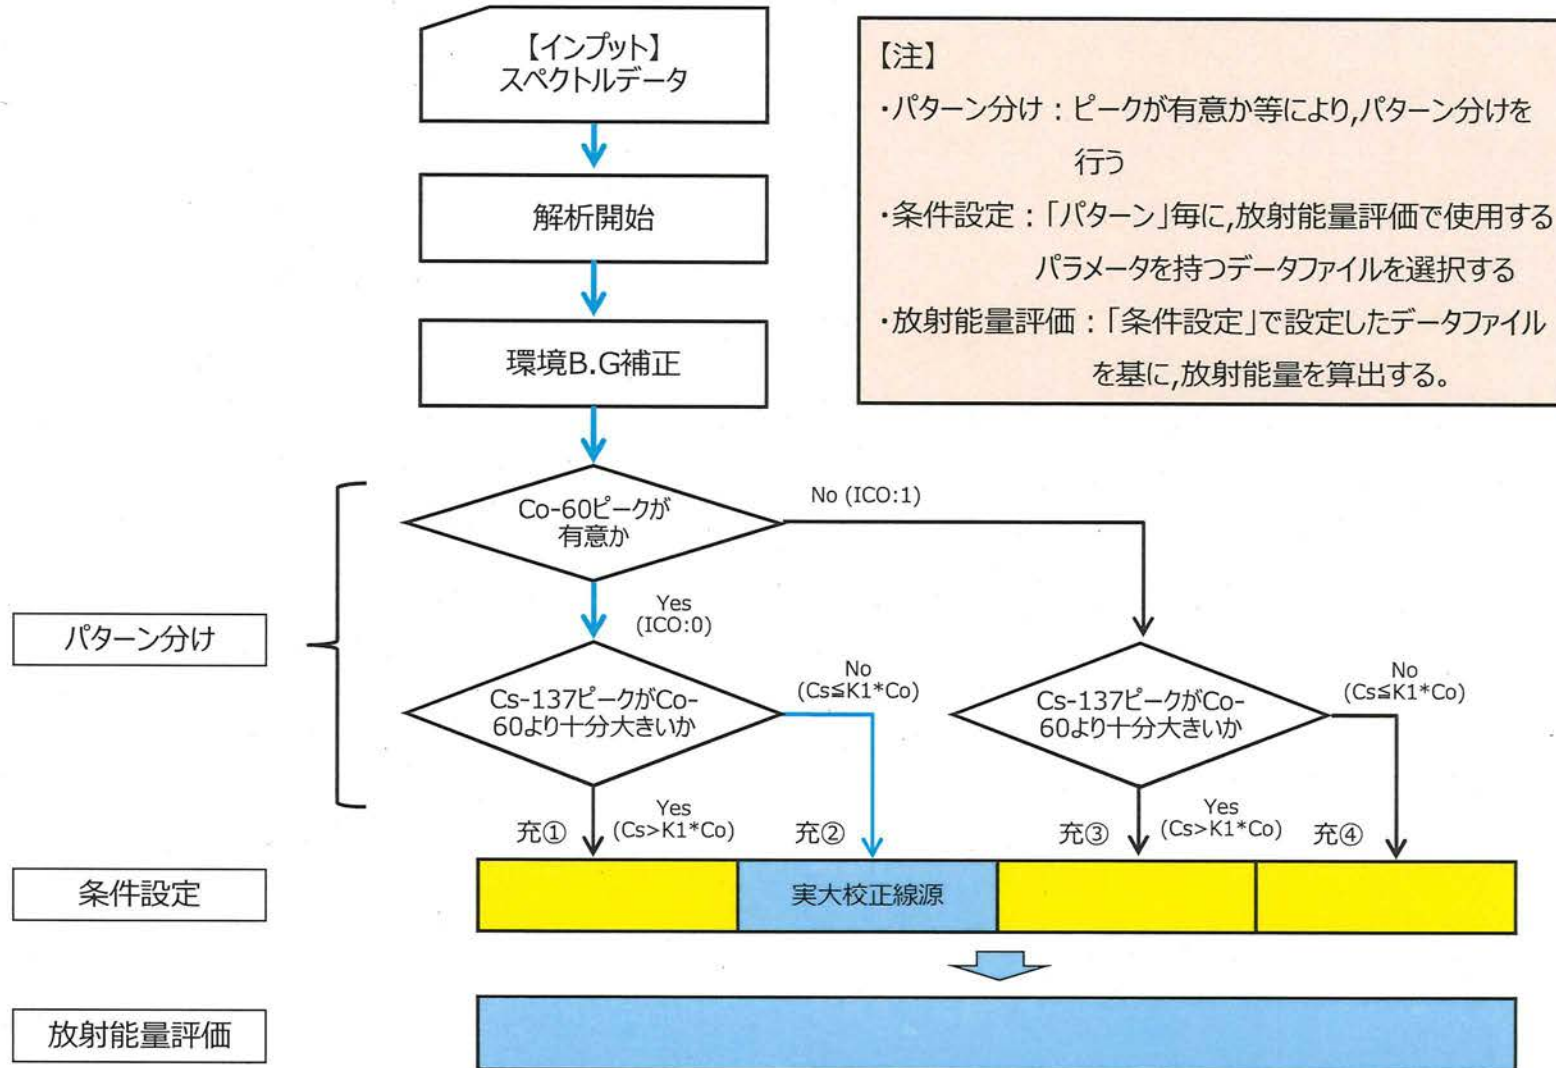 【インプット】
スペクトルデータ
解析開始
環境B.G補正
【注】
・パターン分け：ピークが有意か等により,パターン分けを
行う
・条件設定：「パターン」毎に,放射能量評価で使用する
パラメータを持つデータファイルを選択する
・放射能量評価：「条件設定」で設定したデータファイル
を基に,放射能量を算出する。
Co-60ピークが
有意か
No (ICO:1)
Yes
(ICO:0)
パターン分け
Cs-137ピークがCo-
60より十分大きいか
No
(Cs≦K1*Co)
Cs-137ピークがCo-
60より十分大きいか
No
(Cs≦K1*Co)
充①
Yes
(Cs>K1*Co)
充②
充③
Yes
(Cs>K1*Co)
充④
条件設定
実大校正線源
放射能量評価